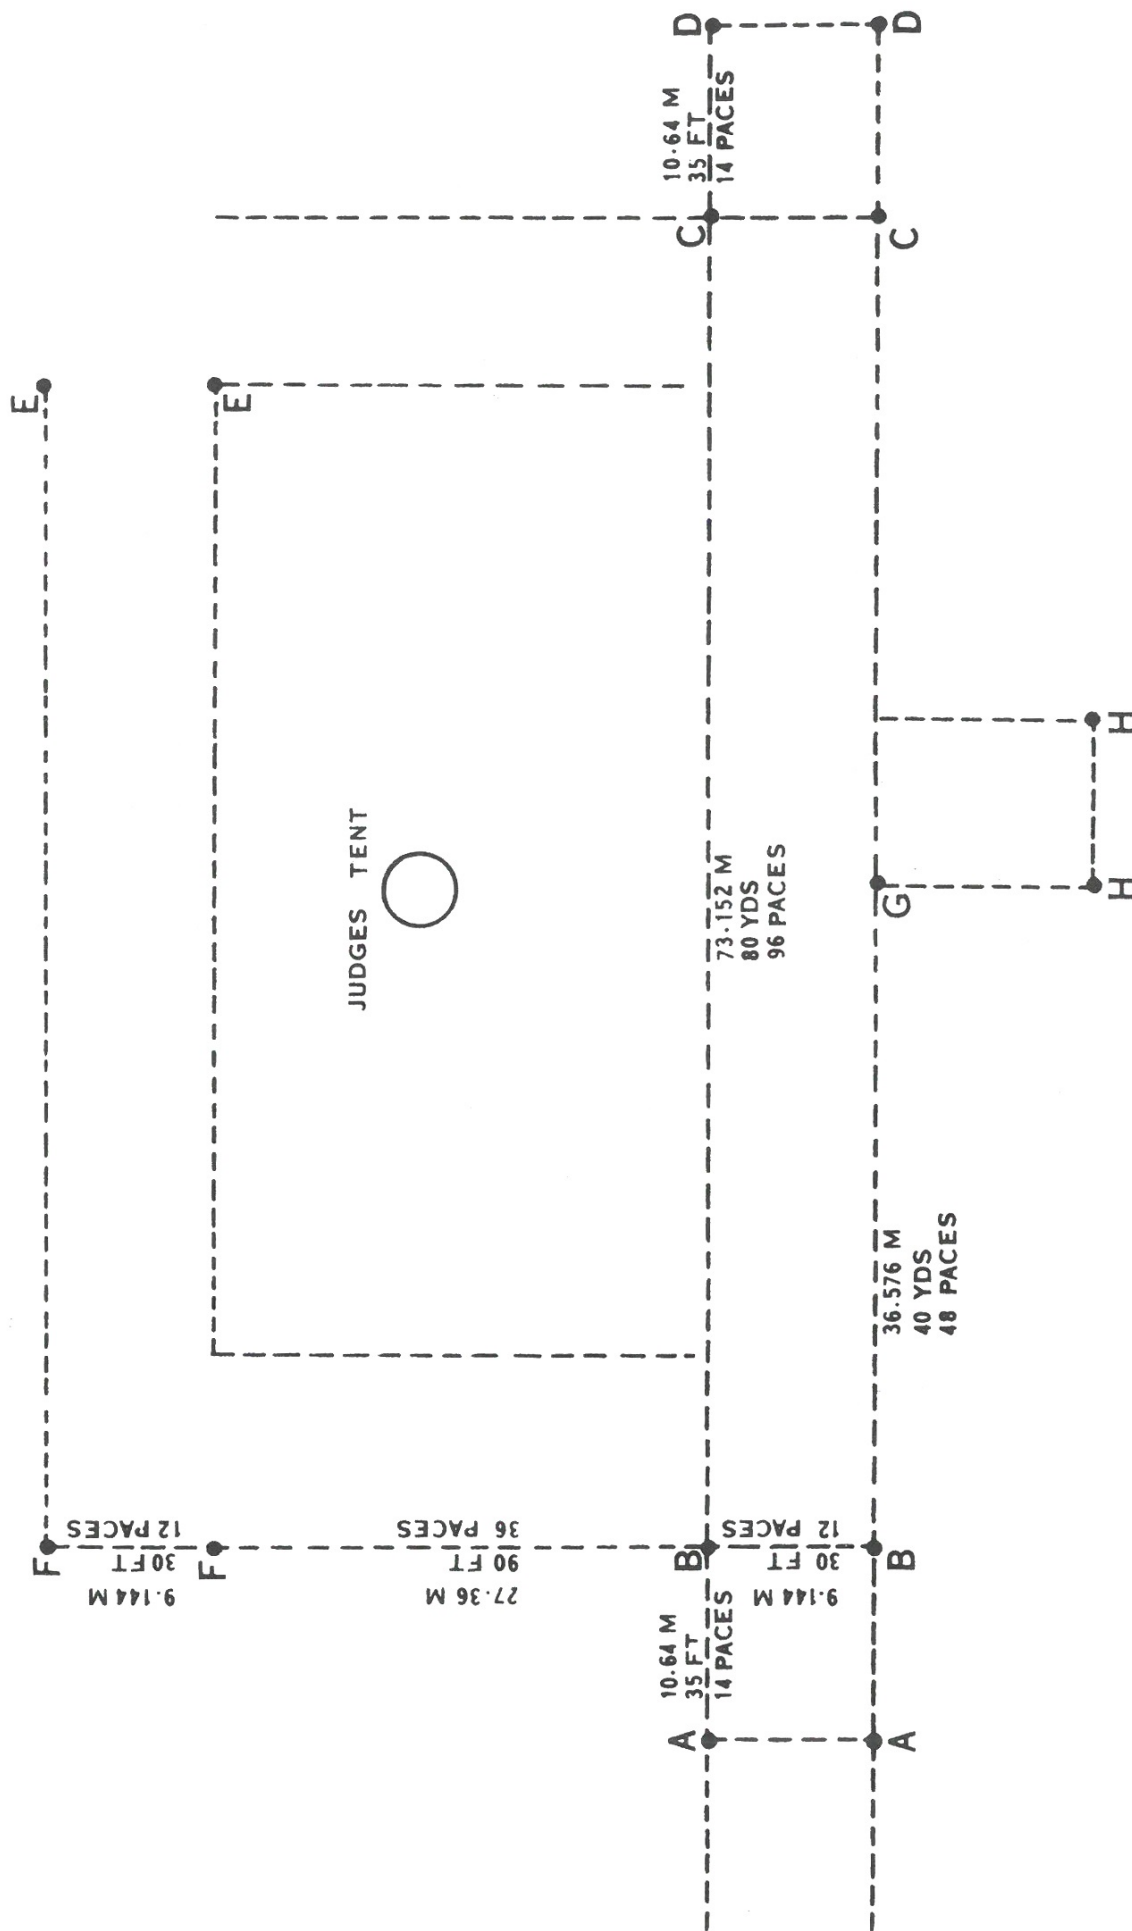 F
12 PACES
30 FT
9·144 M
F
36 PACES
90 FT
27·36 M
E
E
JUDGES TENT
A
10·64 M
35 FT
14 PACES
B
12 PACES
30 FT
9·144 M
73·152 M
80 YDS
96 PACES
C
10·64 M
35 FT
14 PACES
D
A
B
36·576 M
40 YDS
48 PACES
G
C
D
H
H